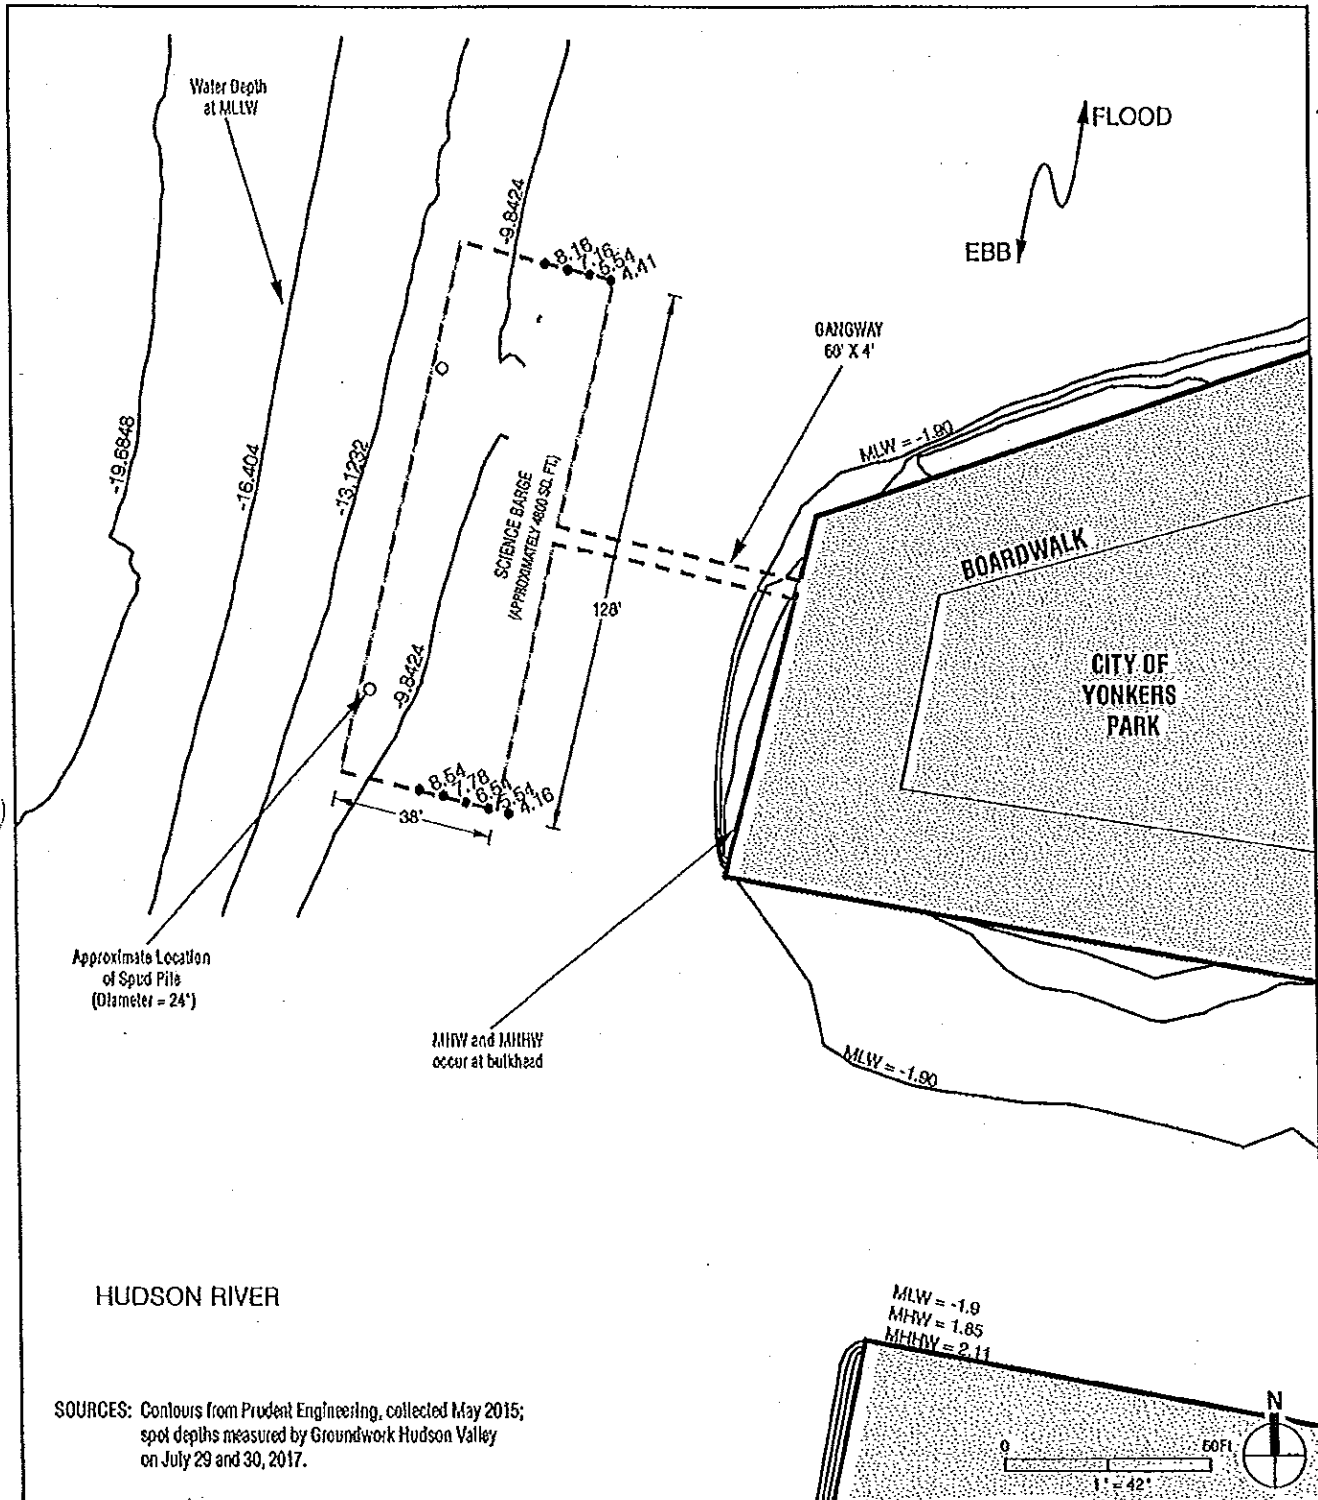 Water Depth
at MLLW
FLOOD
EBB
-9.8424
8.16
7.16
5.54
4.41
GANGWAY
60' X 4'
-19.6848
-16.404
-13.1232
MLW = -1.90
SCIENCE BARGE
(APPROXIMATELY 4800 SQ. FT.)
BOARDWALK
128'
CITY OF
YONKERS
PARK
-9.8424
8.54
7.78
6.54
5.54
4.16
38'
Approximate Location
of Spud Pile
(Diameter = 24")
MHW and MHHW
occur at bulkhead
MLW = -1.90
HUDSON RIVER
MLW = -1.9
MHW = 1.85
MHHW = 2.11
SOURCES: Contours from Prudent Engineering, collected May 2015;
spot depths measured by Groundwork Hudson Valley
on July 29 and 30, 2017.
N
0
1" = 42'